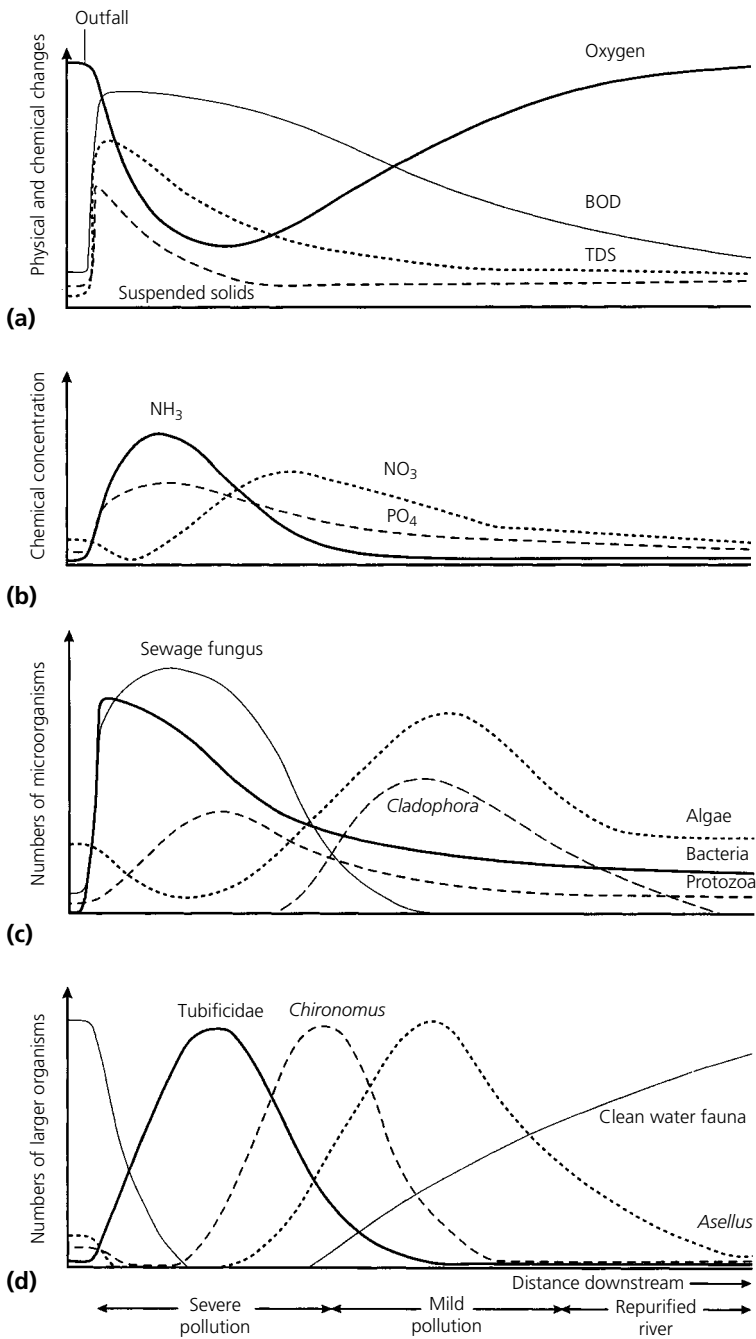 Outfall
Physical and chemical changes
Oxygen
BOD
TDS
Suspended solids
(a)
Chemical concentration
NH3
NO3
PO4
(b)
Numbers of microorganisms
Sewage fungus
Cladophora
Algae
Bacteria
Protozoa
(c)
Numbers of larger organisms
Tubificidae
Chironomus
Clean water fauna
Asellus
(d)
Distance downstream
Severe
pollution
Mild
pollution
Repurified
river